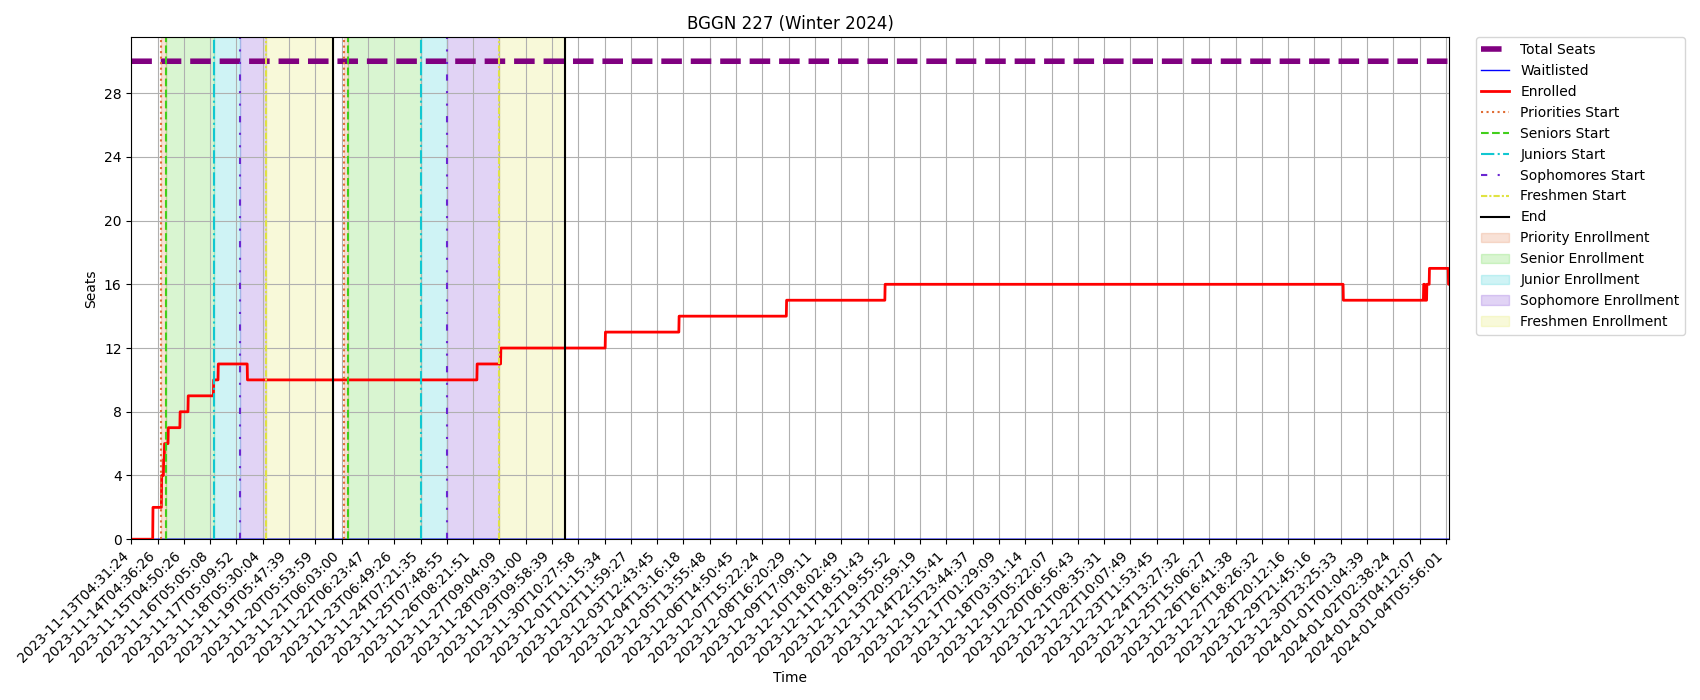 BGGN 227 (Winter 2024)
Total Seats
Waitlisted
Enrolled
Priorities Start
Seniors Start
Juniors Start
Sophomores Start
Freshmen Start
End
Priority Enrollment
Senior Enrollment
Junior Enrollment
Sophomore Enrollment
Freshmen Enrollment
Seats
28
24
20
16
12
8
4
0
2023-11-13T04:31:24
2023-11-14T04:36:26
2023-11-15T04:50:26
2023-11-16T05:05:08
2023-11-17T05:09:52
2023-11-18T05:30:04
2023-11-19T05:47:39
2023-11-20T05:53:59
2023-11-21T06:03:00
2023-11-22T06:23:47
2023-11-23T06:49:26
2023-11-24T07:21:35
2023-11-25T07:48:55
2023-11-26T08:21:51
2023-11-27T09:04:09
2023-11-28T09:31:00
2023-11-29T09:58:39
2023-11-30T10:27:58
2023-12-01T11:15:34
2023-12-02T11:59:27
2023-12-03T12:43:45
2023-12-04T13:16:18
2023-12-05T13:55:48
2023-12-06T14:50:45
2023-12-07T15:22:24
2023-12-08T16:20:29
2023-12-09T17:09:11
2023-12-10T18:02:49
2023-12-11T18:51:43
2023-12-12T19:55:52
2023-12-13T20:59:19
2023-12-14T22:15:41
2023-12-15T23:44:37
2023-12-17T01:29:09
2023-12-18T03:31:14
2023-12-19T05:22:07
2023-12-20T06:56:43
2023-12-21T08:35:31
2023-12-22T10:07:49
2023-12-23T11:53:45
2023-12-24T13:27:32
2023-12-25T15:06:27
2023-12-26T16:41:38
2023-12-27T18:26:32
2023-12-28T20:12:16
2023-12-29T21:45:16
2023-12-30T23:25:33
2024-01-01T01:04:39
2024-01-02T02:38:24
2024-01-03T04:12:07
2024-01-04T05:56:01
Time